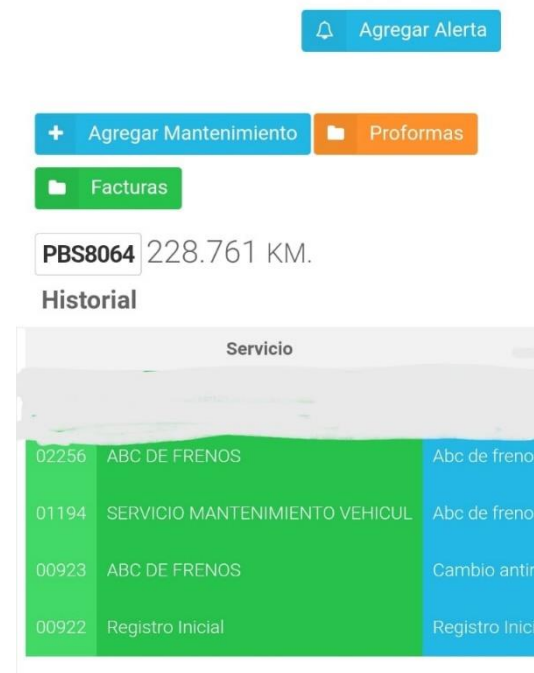 Agregar Alerta
Agregar Mantenimiento Proformas
Facturas
PBS8064 228.761 KM.
Historial
Servicio
02256 ABC DE FRENOS Abc de freno
01194 SERVICIO MANTENIMIENTO VEHICUL Abc de freno
00923 ABC DE FRENOS Cambio antir
00922 Registro Inicial Registro Inici